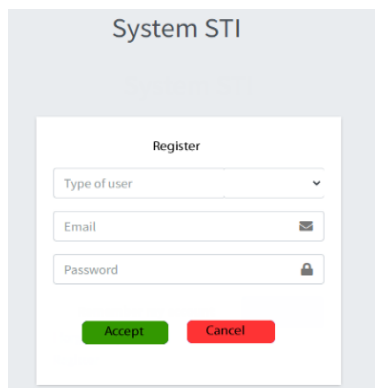 System STI
Register
Type of user
Email
Password
Accept Cancel